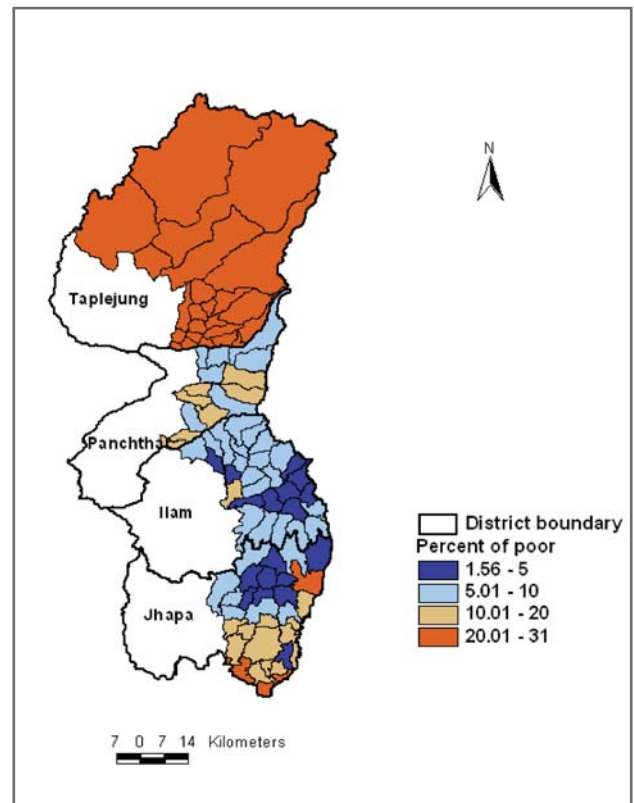 N
Taplejung
Panchthar
Ilam
Jhapa
District boundary
Percent of poor
1.56 - 5
5.01 - 10
10.01 - 20
20.01 - 31
7 0 7 14 Kilometers